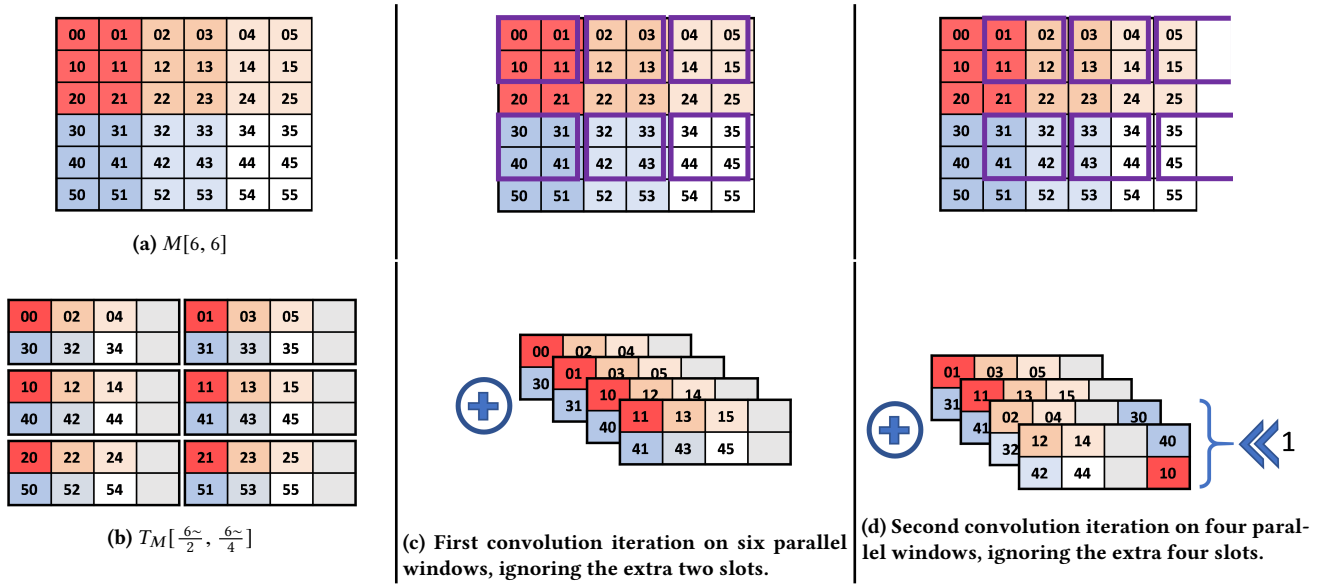 00 01 02 03 04 05
10 11 12 13 14 15
20 21 22 23 24 25
30 31 32 33 34 35
40 41 42 43 44 45
50 51 52 53 54 55
(a) M[6, 6]
00 02 04 01 03 05
30 32 34 31 33 35
10 12 14 11 13 15
40 42 44 41 43 45
20 22 24 21 23 25
50 52 54 51 53 55
(b) T_M[6~/2, 6~/4]
00 01 02 03 04 05
10 11 12 13 14 15
20 21 22 23 24 25
30 31 32 33 34 35
40 41 42 43 44 45
50 51 52 53 54 55
00 02 04
30
01 03 05
31
10 12 14
40
11 13 15
41 43 45
(c) First convolution iteration on six parallel
windows, ignoring the extra two slots.
00 01 02 03 04 05
10 11 12 13 14 15
20 21 22 23 24 25
30 31 32 33 34 35
40 41 42 43 44 45
50 51 52 53 54 55
01 03 05
31
11 13 15
41
02 04 30
32
12 14 40
42 44 10
1
(d) Second convolution iteration on four paral-
lel windows, ignoring the extra four slots.